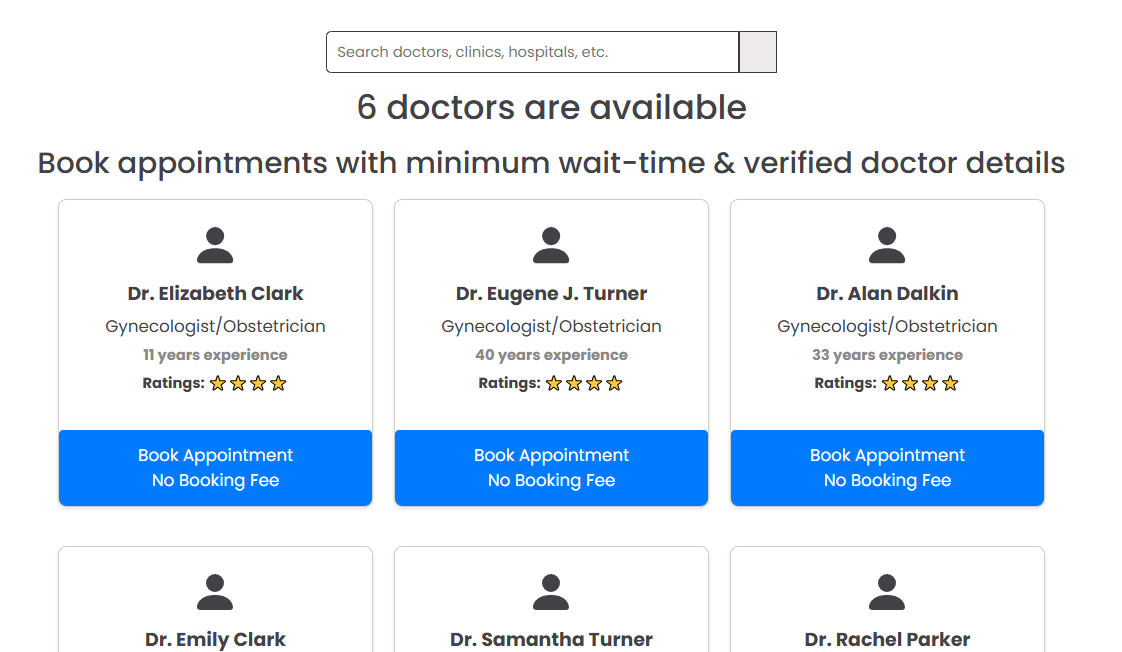 Search doctors, clinics, hospitals, etc.
6 doctors are available
Book appointments with minimum wait-time & verified doctor details
Dr. Elizabeth Clark
Gynecologist/Obstetrician
11 years experience
Ratings:
Book Appointment
No Booking Fee
Dr. Eugene J. Turner
Gynecologist/Obstetrician
40 years experience
Ratings:
Book Appointment
No Booking Fee
Dr. Alan Dalkin
Gynecologist/Obstetrician
33 years experience
Ratings:
Book Appointment
No Booking Fee
Dr. Emily Clark
Dr. Samantha Turner
Dr. Rachel Parker